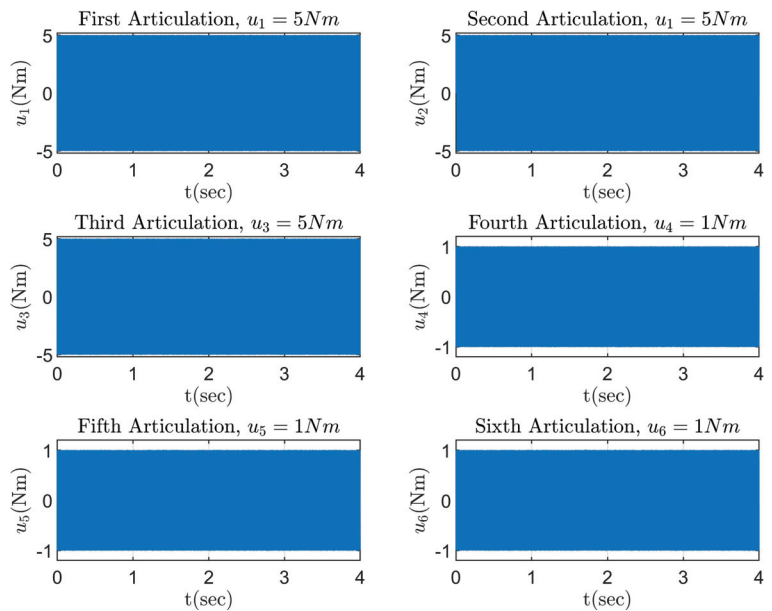 First Articulation, u₁ = 5Nm
5
0
-5
u₁(Nm)
0 1 2 3 4
t(sec)
Second Articulation, u₁ = 5Nm
5
0
-5
u₂(Nm)
0 1 2 3 4
t(sec)
Third Articulation, u₃ = 5Nm
5
0
-5
u₃(Nm)
0 1 2 3 4
t(sec)
Fourth Articulation, u₄ = 1Nm
1
0
-1
u₄(Nm)
0 1 2 3 4
t(sec)
Fifth Articulation, u₅ = 1Nm
1
0
-1
u₅(Nm)
0 1 2 3 4
t(sec)
Sixth Articulation, u₆ = 1Nm
1
0
-1
u₆(Nm)
0 1 2 3 4
t(sec)